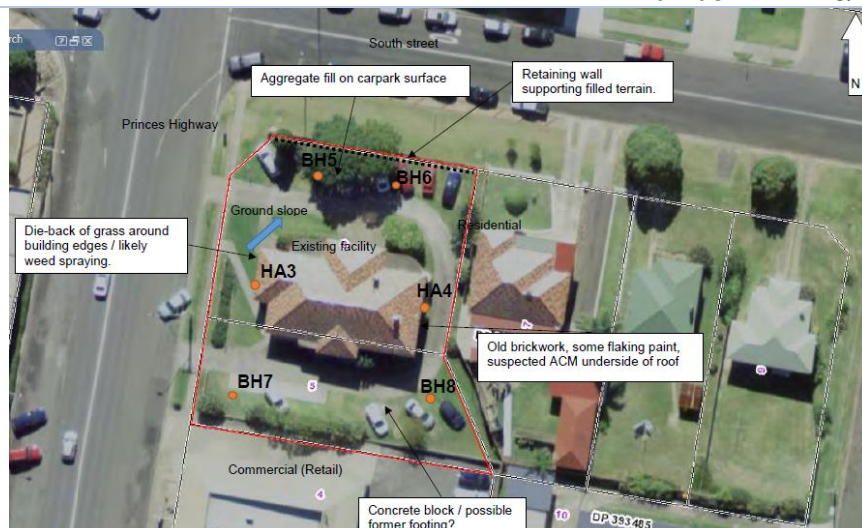 rch
South street
N
Aggregate fill on carpark surface
Retaining wall
supporting filled terrain.
Princes Highway
BH5
BH6
Ground slope
Residential
Die-back of grass around
building edges / likely
weed spraying.
Existing facility
HA3
HA4
7
Old brickwork, some flaking paint,
suspected ACM underside of roof
9
BH7
5
BH8
Commercial (Retail)
4
Concrete block / possible
former footing?
10
DP 393485